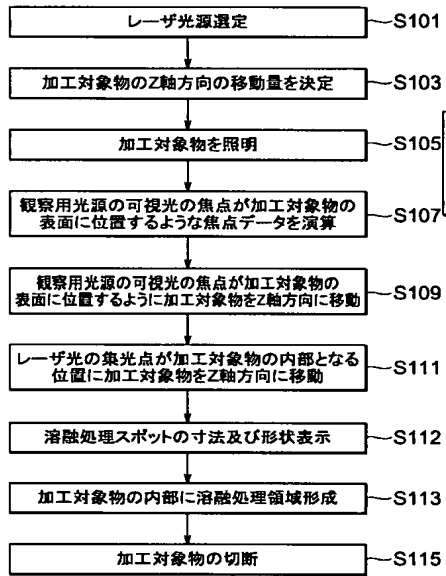 レーザ光源選定
S101
加工対象物のZ軸方向の移動量を決定
S103
加工対象物を照明
S105
観察用光源の可視光の焦点が加工対象物の
表面に位置するような焦点データを演算
S107
観察用光源の可視光の焦点が加工対象物の
表面に位置するように加工対象物をZ軸方向に移動
S109
レーザ光の集光点が加工対象物の内部となる
位置に加工対象物をZ軸方向に移動
S111
溶融処理スポットの寸法及び形状表示
S112
加工対象物の内部に溶融処理領域形成
S113
加工対象物の切断
S115